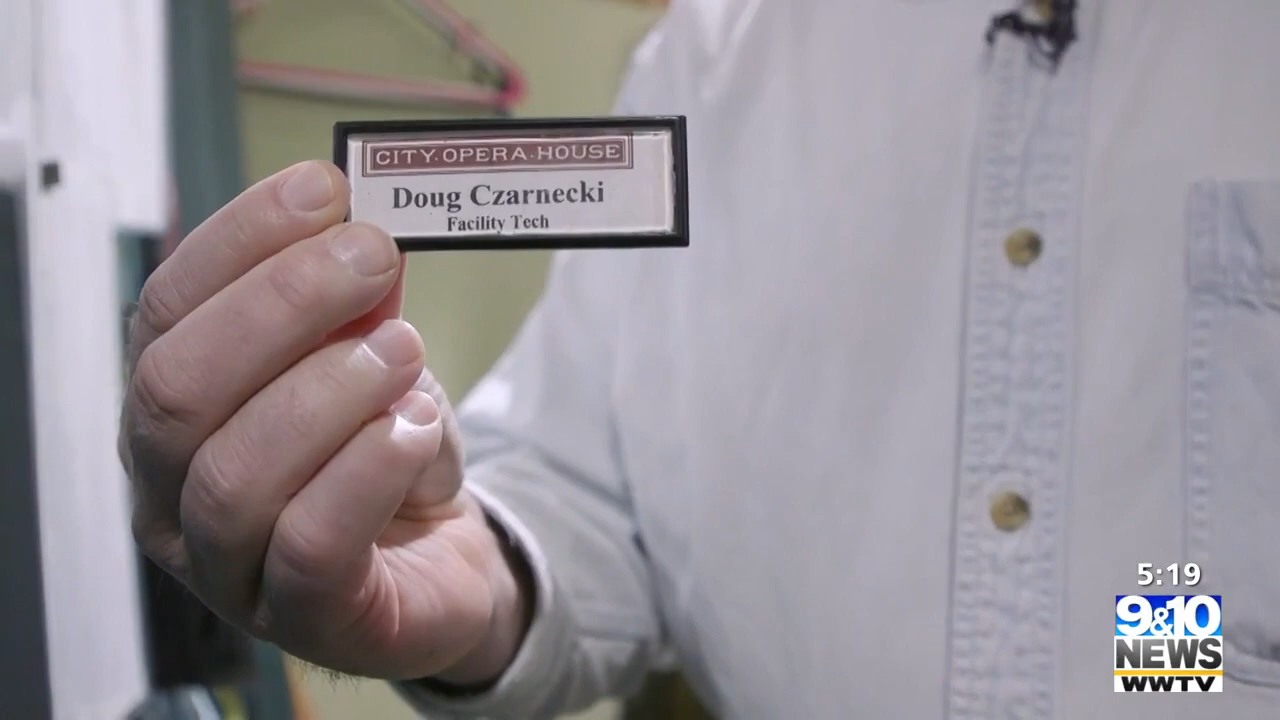 CITY·OPERA·HOUSE
Doug Czarnecki
Facility Tech
5:19
9&10
NEWS
WWTV